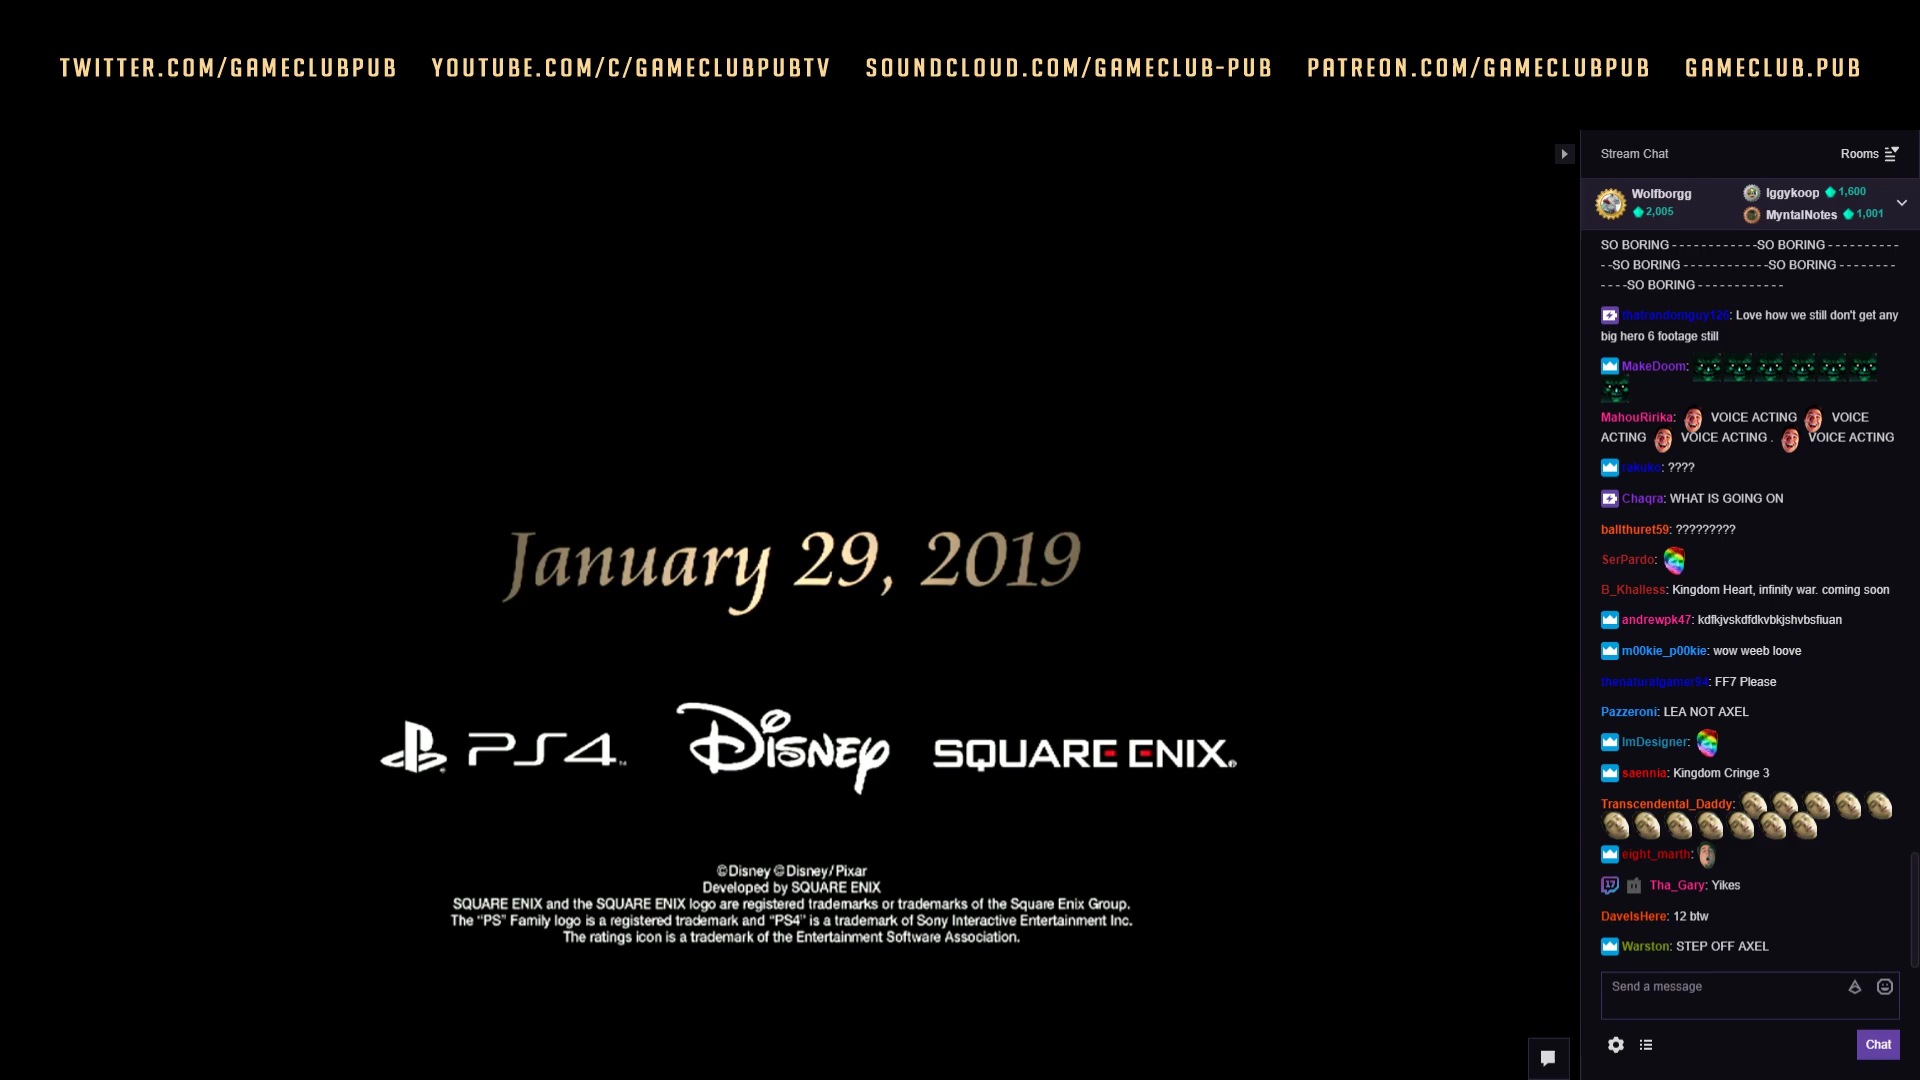 TWITTER.COM/GAMECLUBPUB YOUTUBE.COM/C/GAMECLUBPUBTV SOUNDCLOUD.COM/GAMECLUB-PUB PATREON.COM/GAMECLUBPUB GAMECLUB.PUB
January 29, 2019
PS4™ Disney SQUARE ENIX®
©Disney ©Disney/Pixar
Developed by SQUARE ENIX
SQUARE ENIX and the SQUARE ENIX logo are registered trademarks or trademarks of the Square Enix Group.
The “PS” Family logo is a registered trademark and “PS4” is a trademark of Sony Interactive Entertainment Inc.
The ratings icon is a trademark of the Entertainment Software Association.
Stream Chat Rooms
Wolfborgg Iggykoop 1,600
2,005 MyntalNotes 1,001
SO BORING - - - - - - - - - - - -SO BORING - - - - - - - - - -
- -SO BORING - - - - - - - - - - - -SO BORING - - - - - - - -
- - - -SO BORING - - - - - - - - - - - -
thatrandomguy126: Love how we still don't get any
big hero 6 footage still
MakeDoom:
MahouRirika: VOICE ACTING VOICE
ACTING VOICE ACTING . VOICE ACTING
rakuko: ????
Chaqra: WHAT IS GOING ON
ballthuret59: ?????????
SerPardo:
B_Khalless: Kingdom Heart, infinity war. coming soon
andrewpk47: kdfkjvskdfdkvbkjshvbsfiuan
m00kie_p00kie: wow weeb loove
thenaturalgamer94: FF7 Please
Pazzeroni: LEA NOT AXEL
ImDesigner:
saennia: Kingdom Cringe 3
Transcendental_Daddy:
eight_marth:
17 Tha_Gary: Yikes
DaveIsHere: 12 btw
Warston: STEP OFF AXEL
Send a message
Chat